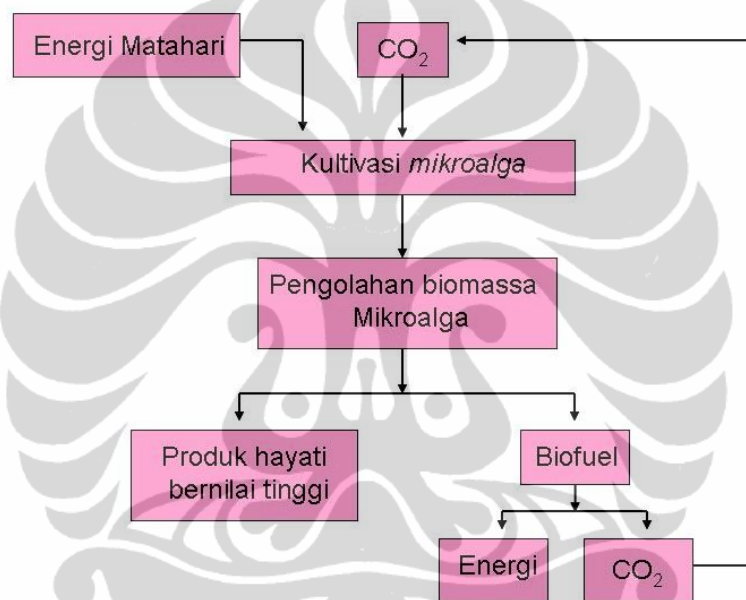 Energi Matahari
CO₂
Kultivasi mikroalga
Pengolahan biomassa
Mikroalga
Produk hayati
bernilai tinggi
Biofuel
Energi
CO₂